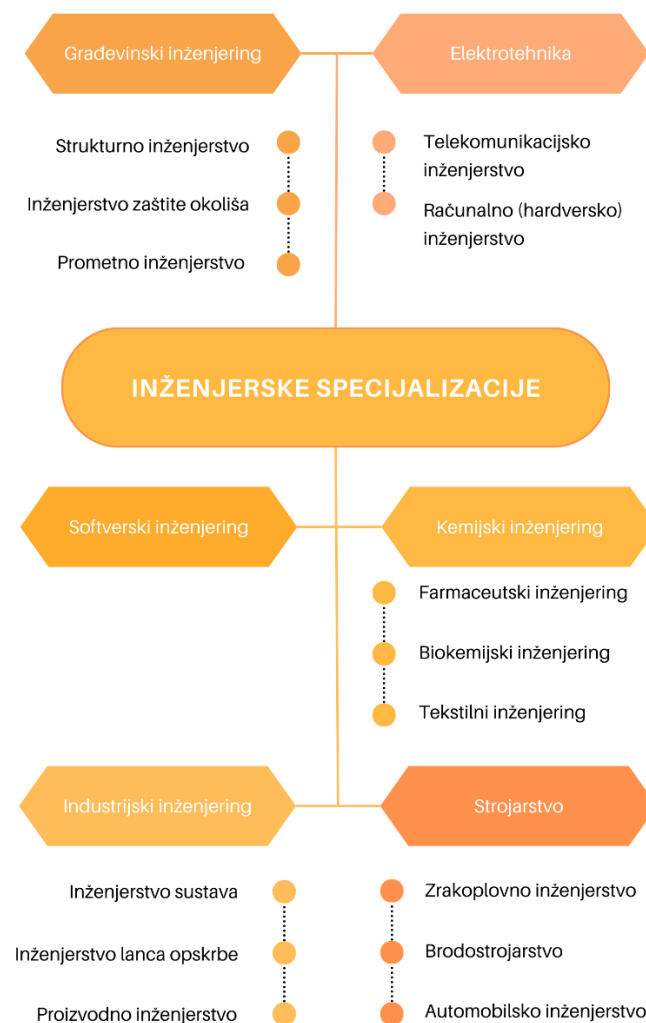 Građevinski inženjering
Elektrotehnika
Strukturno inženjerstvo
Inženjerstvo zaštite okoliša
Prometno inženjerstvo
Telekomunikacijsko
inženjerstvo
Računalno (hardversko)
inženjerstvo
INŽENJERSKE SPECIJALIZACIJE
Softverski inženjering
Kemijski inženjering
Farmaceutski inženjering
Biokemijski inženjering
Tekstilni inženjering
Industrijski inženjering
Strojarstvo
Inženjerstvo sustava
Inženjerstvo lanca opskrbe
Proizvodno inženjerstvo
Zrakoplovno inženjerstvo
Brodostrojarstvo
Automobilsko inženjerstvo